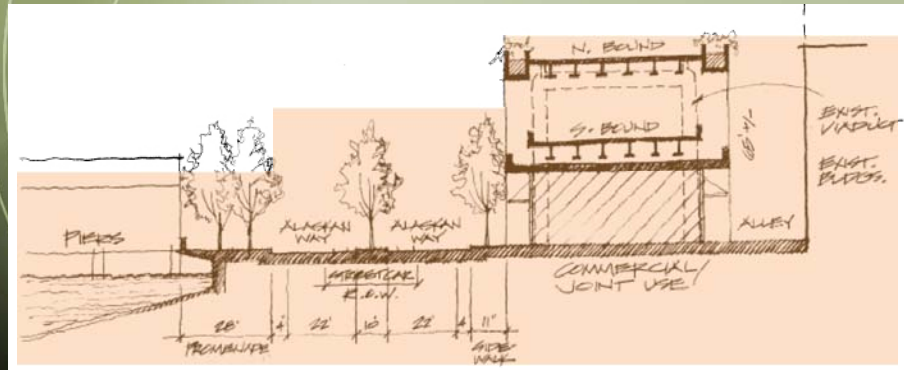 N. BOUND
S. BOUND
EXIST.
VIADUCT
65' +/-
EXIST.
BLDGS.
ALASKAN
WAY
ALASKAN
WAY
ALLEY
PIERS
STREETCAR
R.O.W.
COMMERCIAL/
JOINT USE
28' 4' 22' 10' 22' 4' 11'
PROMENADE
SIDE
WALK